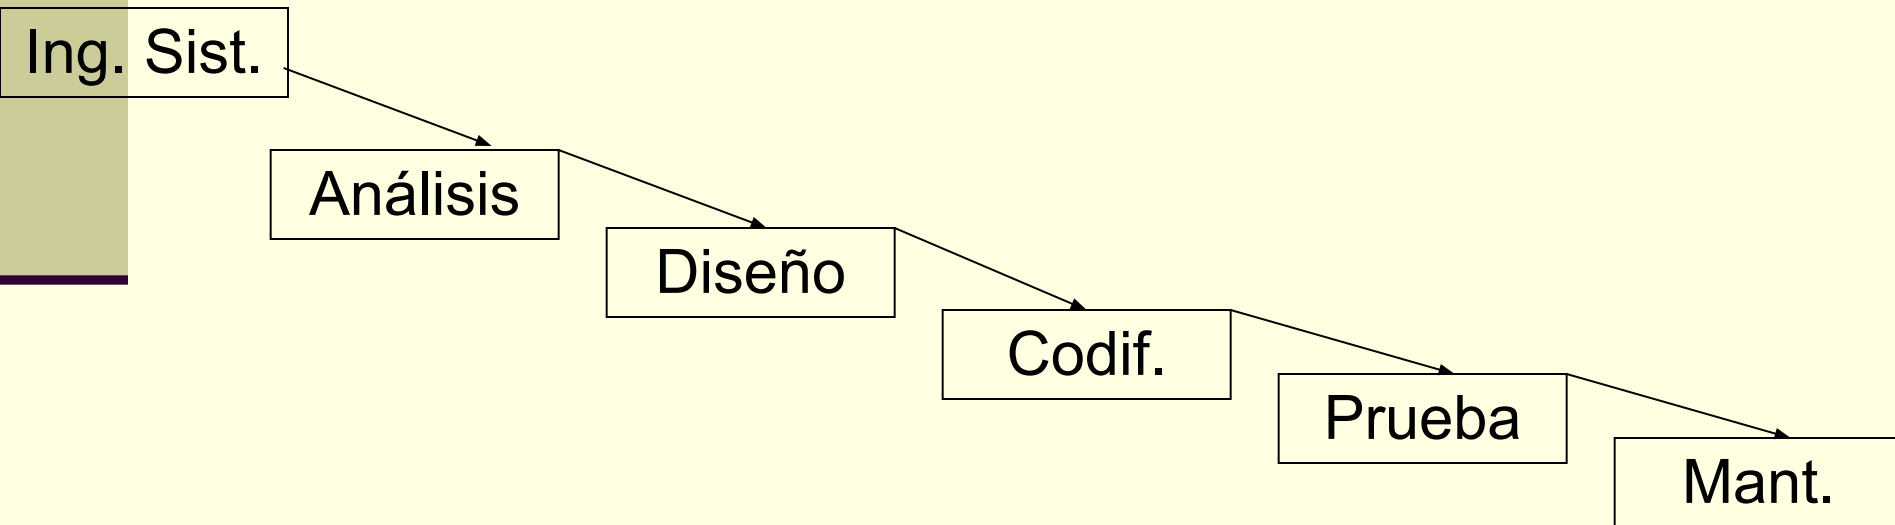 Ing. Sist.
Análisis
Diseño
Codif.
Prueba
Mant.